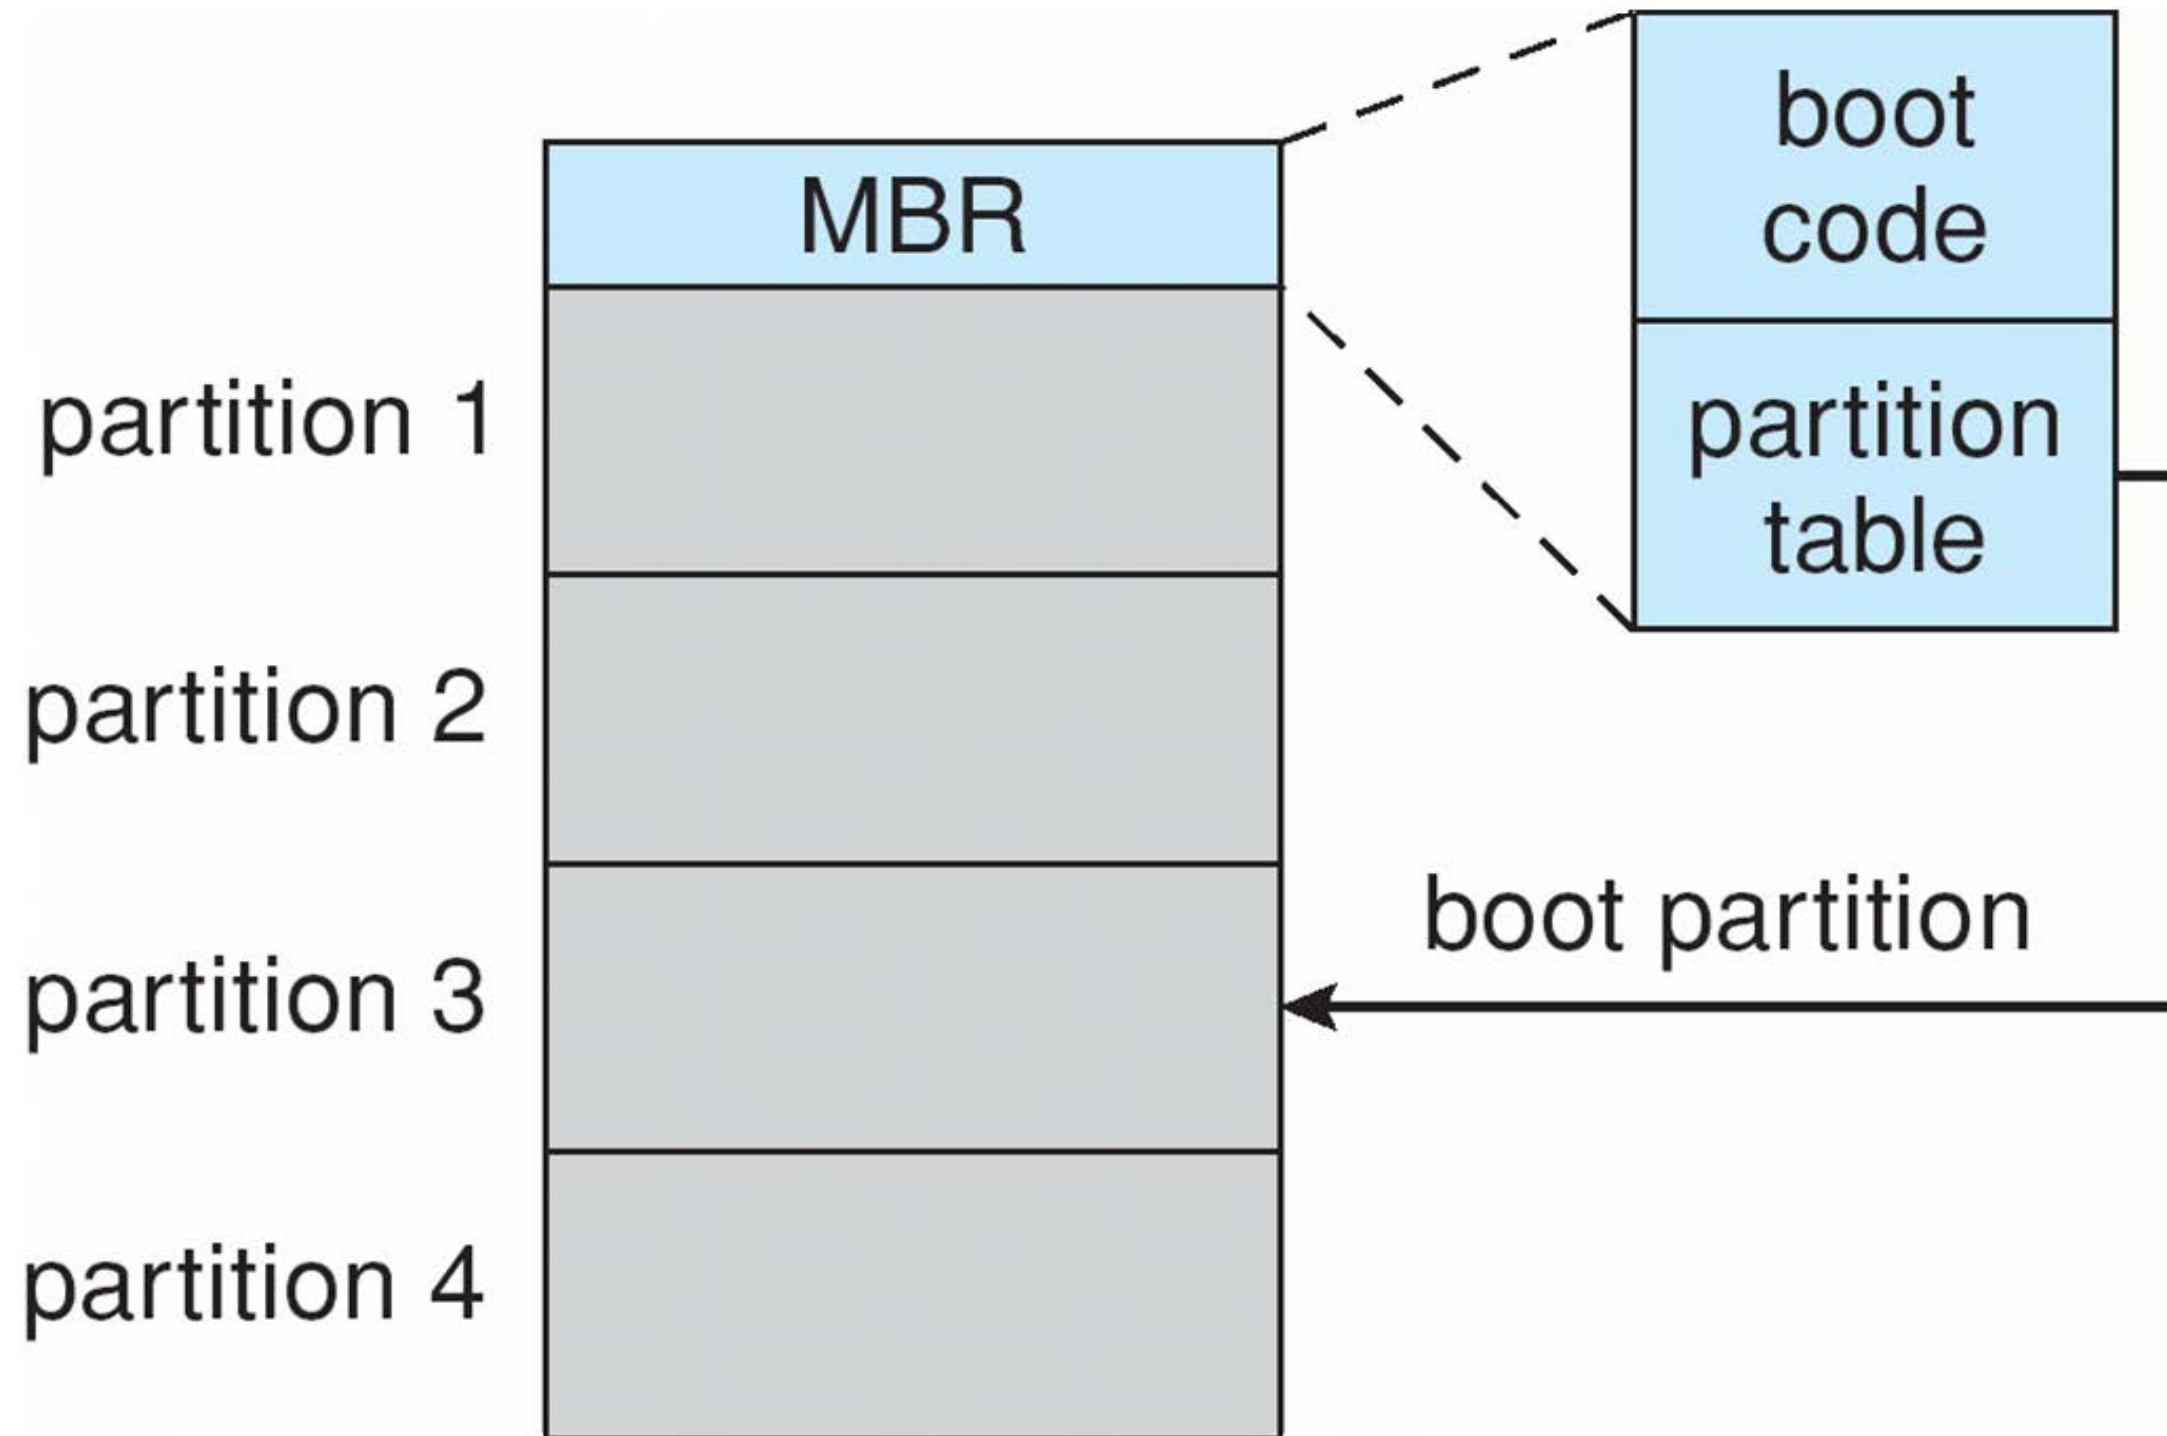 boot
code
MBR
partition
table
partition 1
partition 2
boot partition
partition 3
partition 4